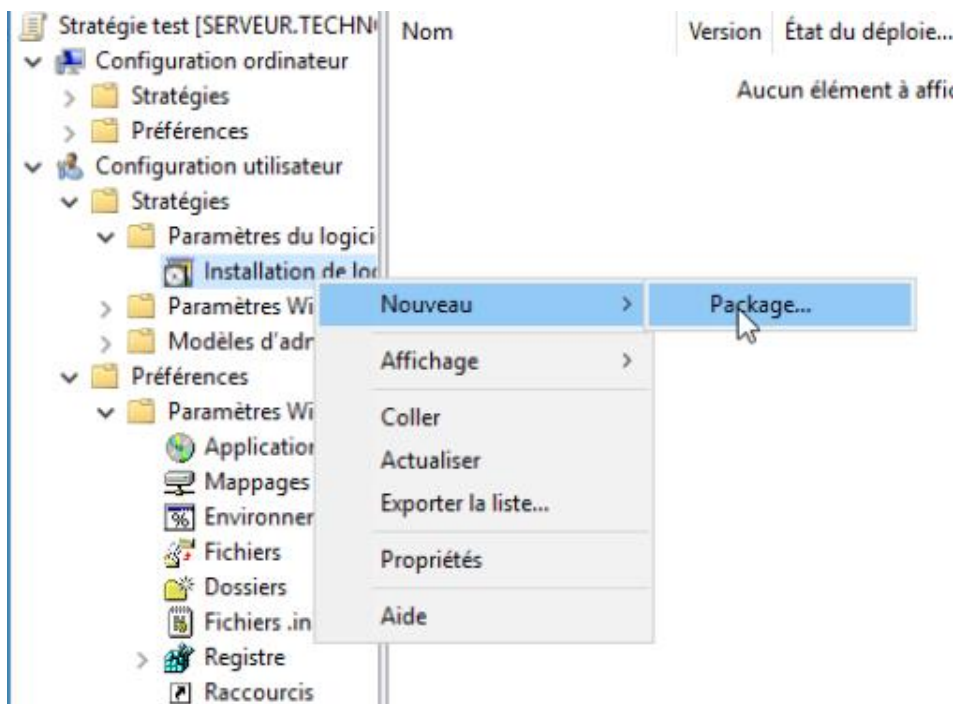 Stratégie test [SERVEUR.TECHN
Configuration ordinateur
Stratégies
Préférences
Configuration utilisateur
Stratégies
Paramètres du logici
Installation de loc
Paramètres Wi
Modèles d'adr
Préférences
Paramètres Wi
Application
Mappages
Environner
Fichiers
Dossiers
Fichiers .in
Registre
Raccourcis
Nom Version État du déploie...
Aucun élément à affic
Nouveau
Affichage
Coller
Actualiser
Exporter la liste...
Propriétés
Aide
Package...